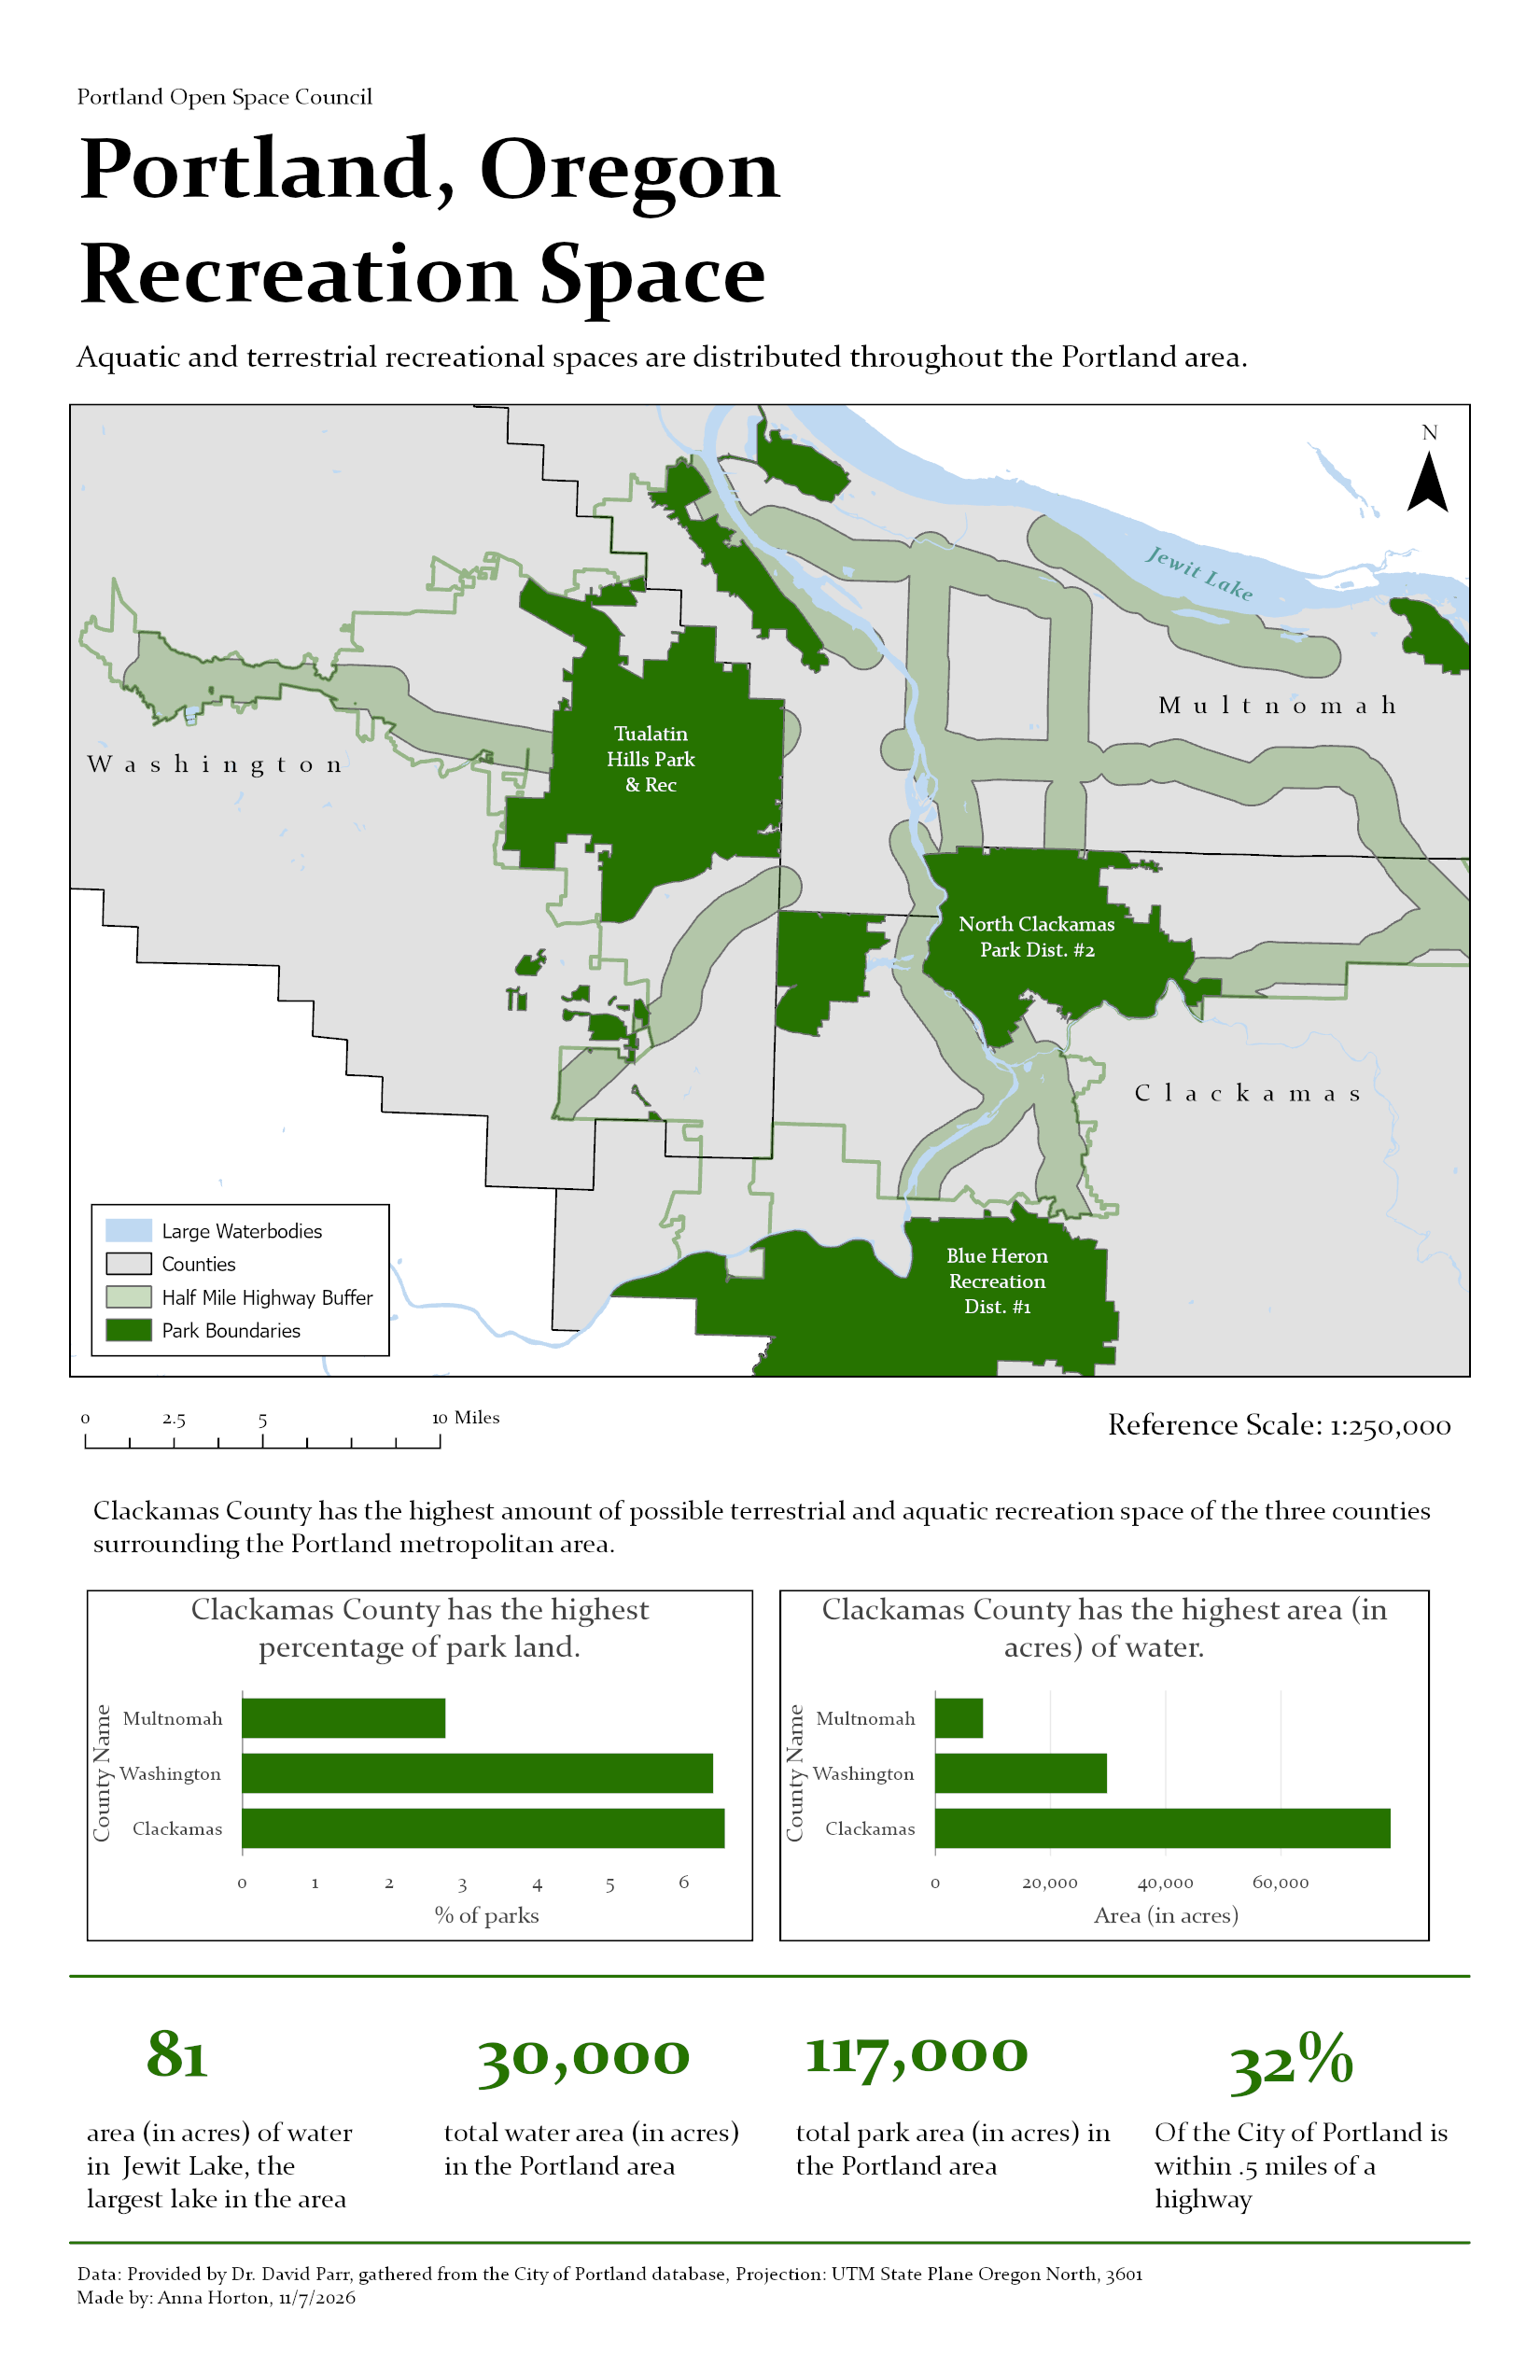 Portland Open Space Council
Portland, Oregon
Recreation Space
Aquatic and terrestrial recreational spaces are distributed throughout the Portland area.
N
Jewit Lake
Multnomah
Tualatin
Hills Park
& Rec
Washington
North Clackamas
Park Dist. #2
Clackamas
Large Waterbodies
Counties
Half Mile Highway Buffer
Park Boundaries
Blue Heron
Recreation
Dist. #1
0 2.5 5 10 Miles
Reference Scale: 1:250,000
Clackamas County has the highest amount of possible terrestrial and aquatic recreation space of the three counties
surrounding the Portland metropolitan area.
Clackamas County has the highest
percentage of park land.
County Name
Multnomah
Washington
Clackamas
0 1 2 3 4 5 6
% of parks
Clackamas County has the highest area (in
acres) of water.
County Name
Multnomah
Washington
Clackamas
0 20,000 40,000 60,000
Area (in acres)
81
area (in acres) of water
in Jewit Lake, the
largest lake in the area
30,000
total water area (in acres)
in the Portland area
117,000
total park area (in acres) in
the Portland area
32%
Of the City of Portland is
within .5 miles of a
highway
Data: Provided by Dr. David Parr, gathered from the City of Portland database, Projection: UTM State Plane Oregon North, 3601
Made by: Anna Horton, 11/7/2026